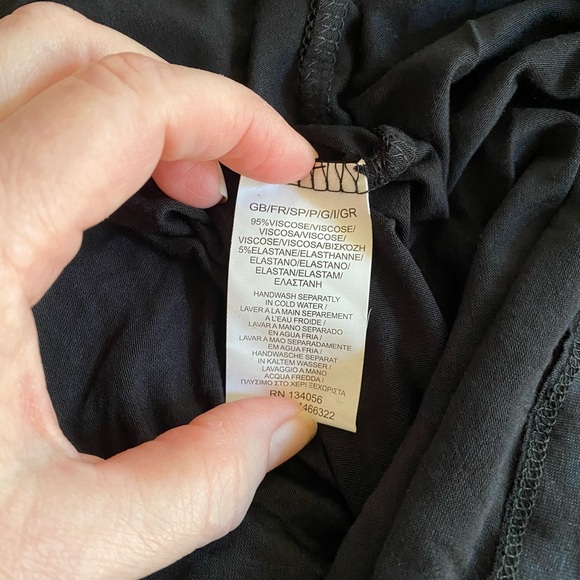 GB/FR/SP/P/G/I/GR
95%VISCOSE/VISCOSE/
VISCOSA/VISCOSE/
VISCOSE/VISCOSA/ΒΙΣΚΟΖΗ
5%ELASTANE/ELASTHANNE/
ELASTANO/ELASTANO/
ELASTAN/ELASTAM/
ΕΛΑΣΤΑΝΗ
HANDWASH SEPARATLY
IN COLD WATER /
LAVER A LA MAIN SEPAREMENT
A L'EAU FROIDE /
LAVAR A MANO SEPARADO
EN AGUA FRIA /
LAVAR A MAO SEPARADAMENTE
EM AGUA FRIA /
HANDWASCHE SEPARAT
IN KALTEM WASSER /
LAVAGGIO A MANO
ACQUA FREDDA /
ΠΛΥΣΙΜΟ ΣΤΟ ΧΕΡΙ ΞΕΧΩΡΙΣΤΑ
RN 134056
1466322